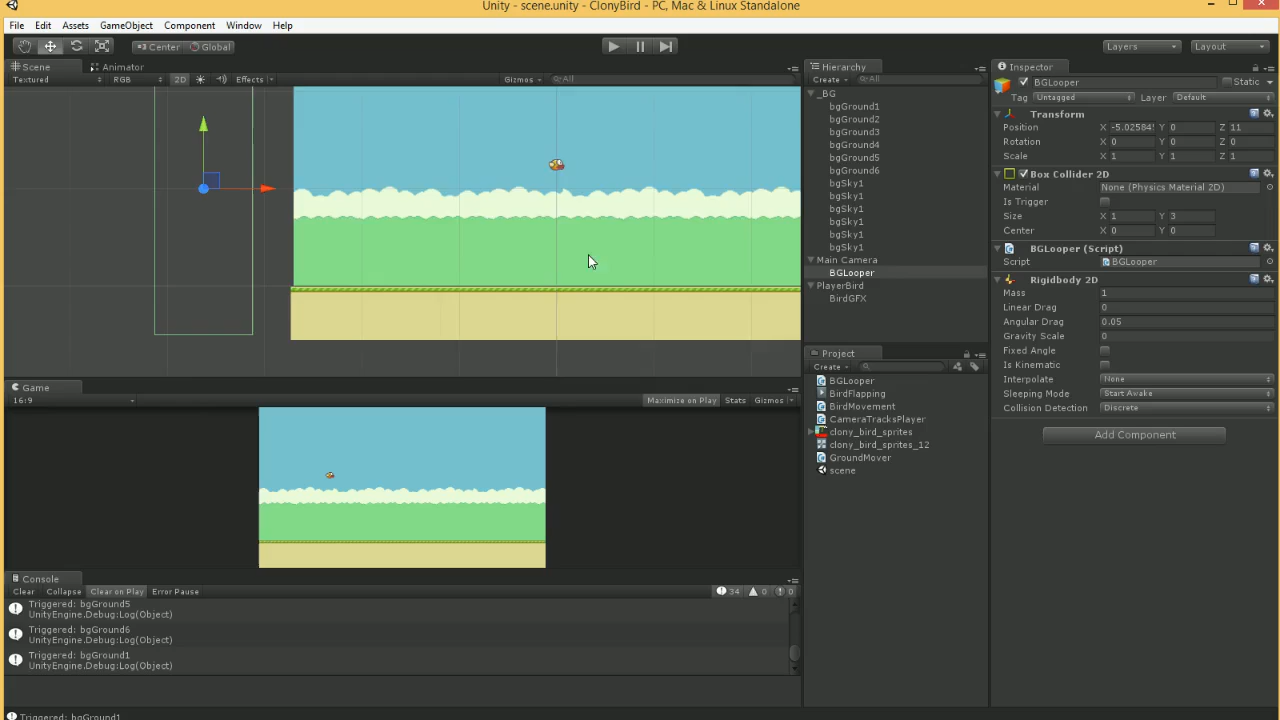 Unity - scene.unity - ClonyBird - PC, Mac & Linux Standalone
File Edit Assets GameObject Component Window Help
Center Global Layers Layout
Scene Animator
Textured RGB 2D Effects Gizmos All
Game
16:9 Maximize on Play Stats Gizmos
Console
Clear Collapse Clear on Play Error Pause 34 0 0
Triggered: bgGround5
UnityEngine.Debug:Log(Object)
Triggered: bgGround6
UnityEngine.Debug:Log(Object)
Triggered: bgGround1
UnityEngine.Debug:Log(Object)
Triggered: bgGround1
Hierarchy
Create All
_BG
bgGround1
bgGround2
bgGround3
bgGround4
bgGround5
bgGround6
bgSky1
bgSky1
bgSky1
bgSky1
bgSky1
bgSky1
Main Camera
BGLooper
PlayerBird
BirdGFX
Project
Create
BGLooper
BirdFlapping
BirdMovement
CameraTracksPlayer
clony_bird_sprites
clony_bird_sprites_12
GroundMover
scene
Inspector
BGLooper Static
Tag Untagged Layer Default
Transform
Position X -5.02584 Y 0 Z 11
Rotation X 0 Y 0 Z 0
Scale X 1 Y 1 Z 1
Box Collider 2D
Material None (Physics Material 2D)
Is Trigger
Size X 1 Y 3
Center X 0 Y 0
BGLooper (Script)
Script BGLooper
Rigidbody 2D
Mass 1
Linear Drag 0
Angular Drag 0.05
Gravity Scale 0
Fixed Angle
Is Kinematic
Interpolate None
Sleeping Mode Start Awake
Collision Detection Discrete
Add Component